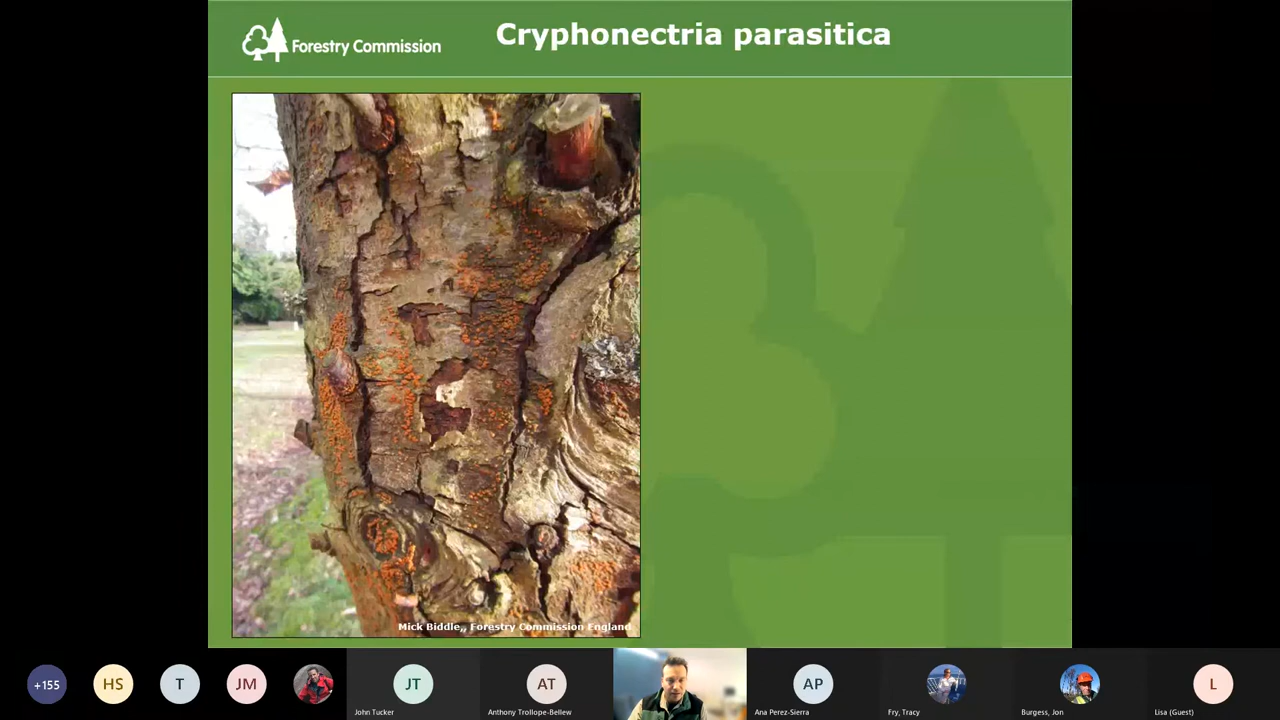 Forestry Commission
Cryphonectria parasitica
Mick Biddle,, Forestry Commission England
+155
HS
T
JM
JT
John Tucker
AT
Anthony Trollope-Bellew
AP
Ana Perez-Sierra
Fry, Tracy
Burgess, Jon
L
Lisa (Guest)